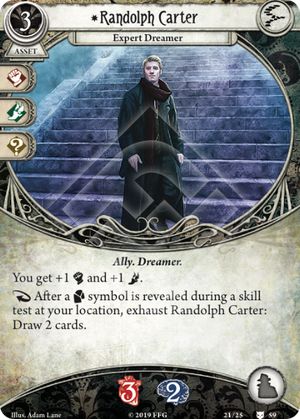 3
*Randolph Carter
Expert Dreamer
ASSET
?
Ally. Dreamer.
You get +1 and +1 .
After a symbol is revealed during a skill
test at your location, exhaust Randolph Carter:
Draw 2 cards.
3 2
Illus. Adam Lane
© 2019 FFG
21/25
59